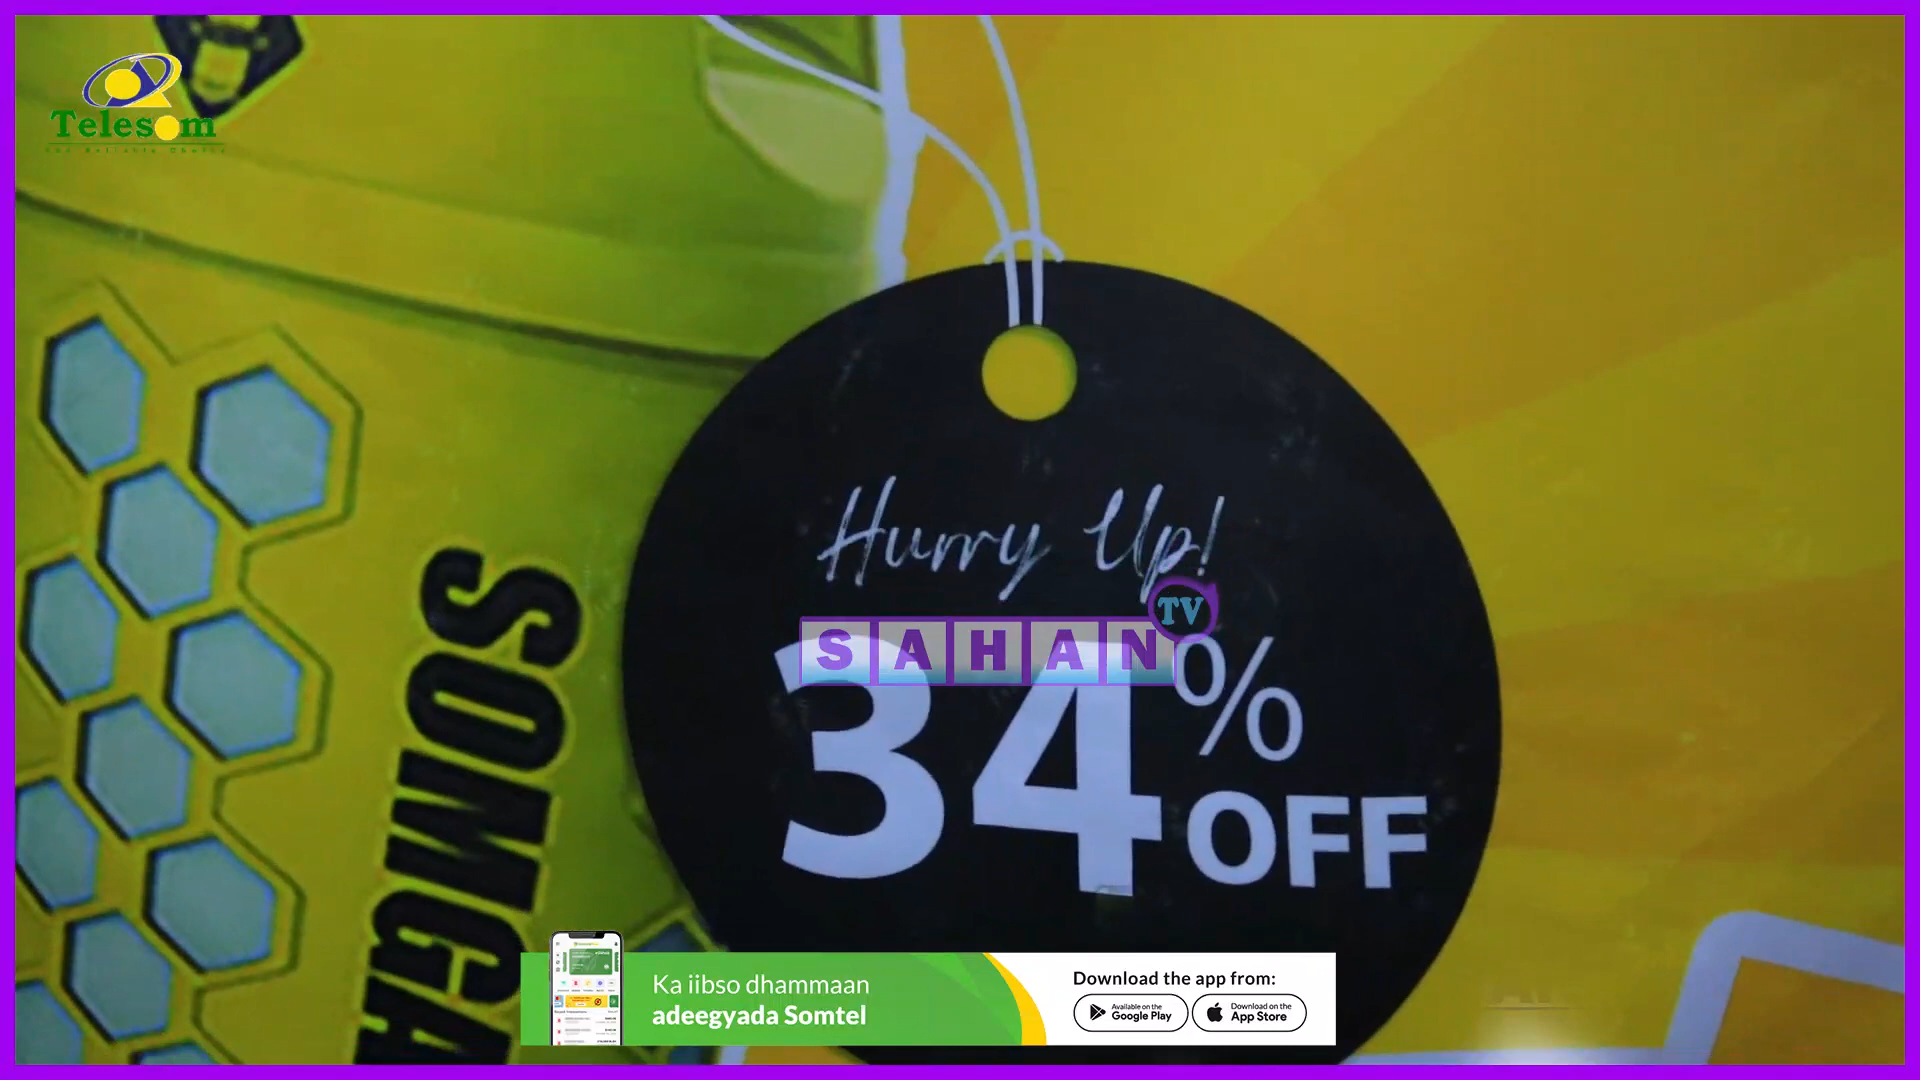 Telesom
Hurry Up!
SAHAN TV
34% OFF
SOMGA
Ka iibso dhammaan
adeegyada Somtel
Download the app from:
Available on the
Google Play
Download on the
App Store